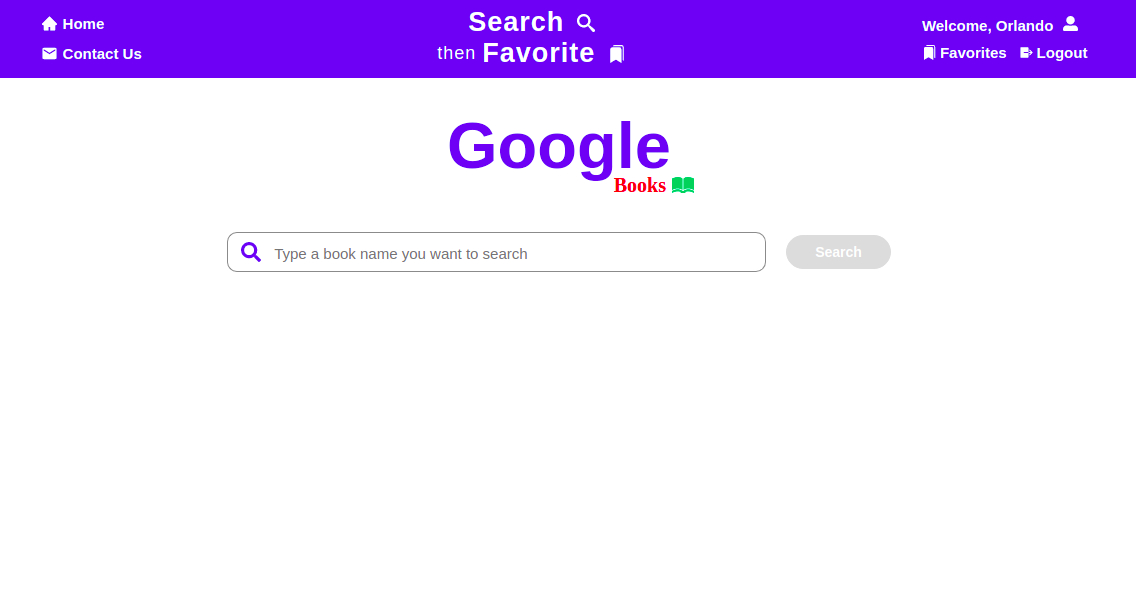 Home
Contact Us
Search
then Favorite
Welcome, Orlando
Favorites Logout
Google
Books
Type a book name you want to search
Search